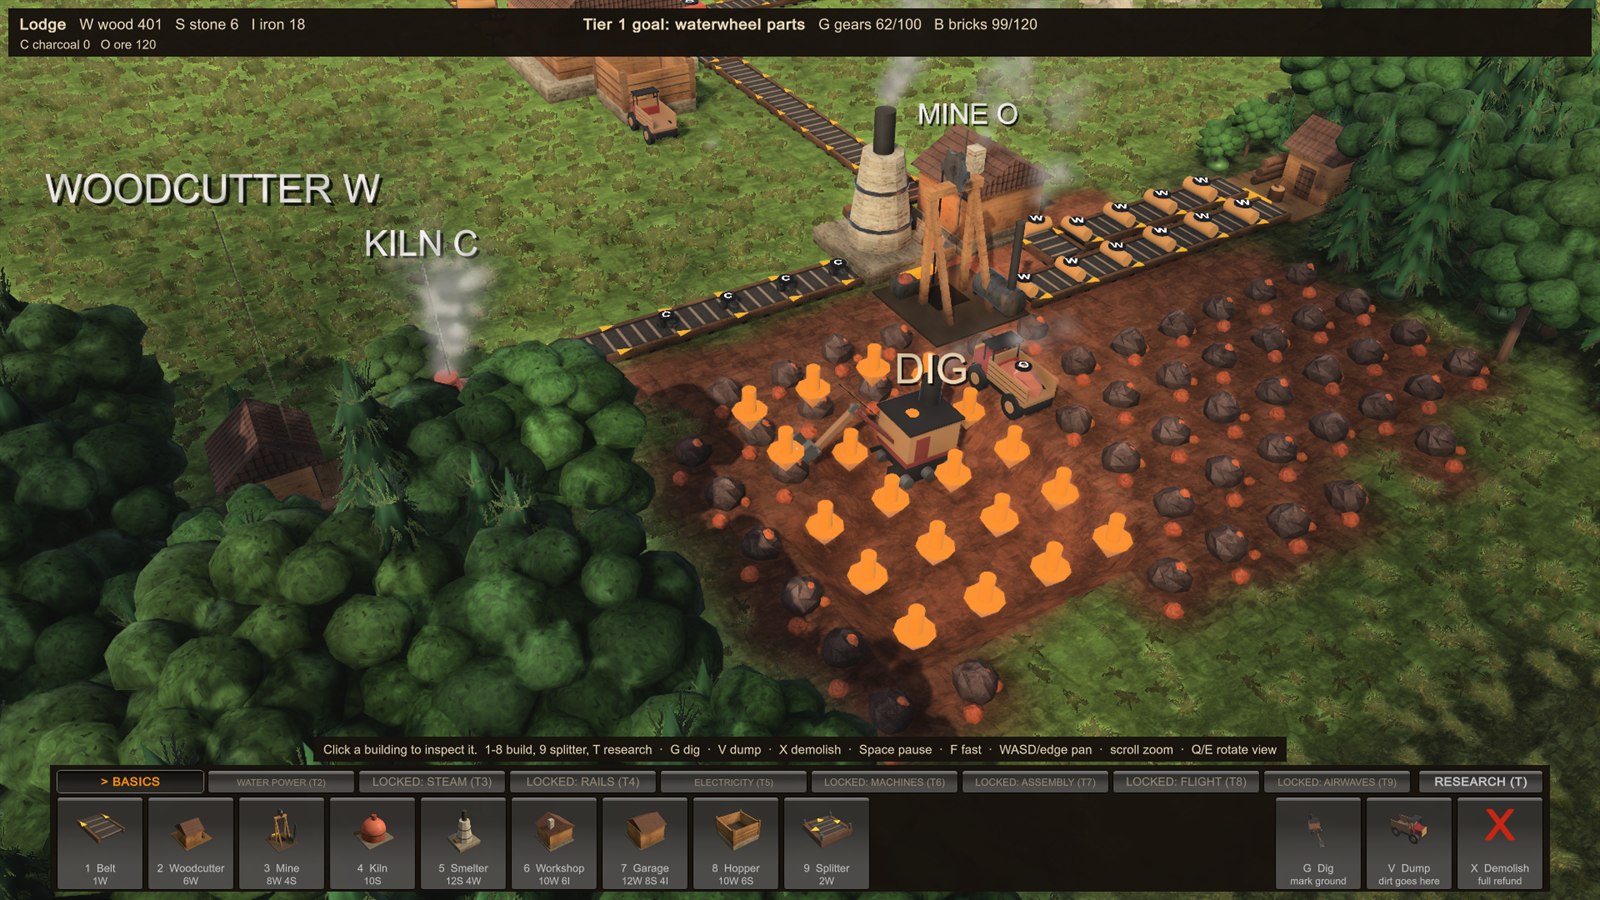 Lodge W wood 401 S stone 6 I iron 18
C charcoal 0 O ore 120
Tier 1 goal: waterwheel parts G gears 62/100 B bricks 99/120
MINE O
WOODCUTTER W
KILN C
W W W W W
W W W W W W
C C C C
DIG
O
Click a building to inspect it. 1-8 build, 9 splitter, T research · G dig · V dump · X demolish · Space pause · F fast · WASD/edge pan · scroll zoom · Q/E rotate view
> BASICS
WATER POWER (T2)
LOCKED: STEAM (T3)
LOCKED: RAILS (T4)
ELECTRICITY (T5)
LOCKED: MACHINES (T6)
LOCKED: ASSEMBLY (T7)
LOCKED: FLIGHT (T8)
LOCKED: AIRWAVES (T9)
RESEARCH (T)
1 Belt
1W
2 Woodcutter
6W
3 Mine
8W 4S
4 Kiln
10S
5 Smelter
12S 4W
6 Workshop
10W 6I
7 Garage
12W 8S 4I
8 Hopper
10W 6S
9 Splitter
2W
G Dig
mark ground
V Dump
dirt goes here
X Demolish
full refund